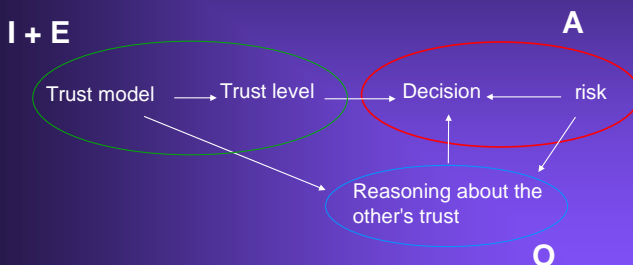 I + E
A
Trust model
Trust level
Decision
risk
Reasoning about the
other's trust
O